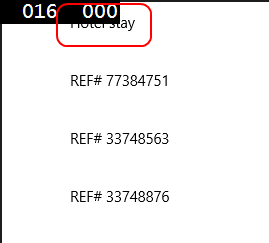 016 000
Hotel stay
REF# 77384751
REF# 33748563
REF# 33748876